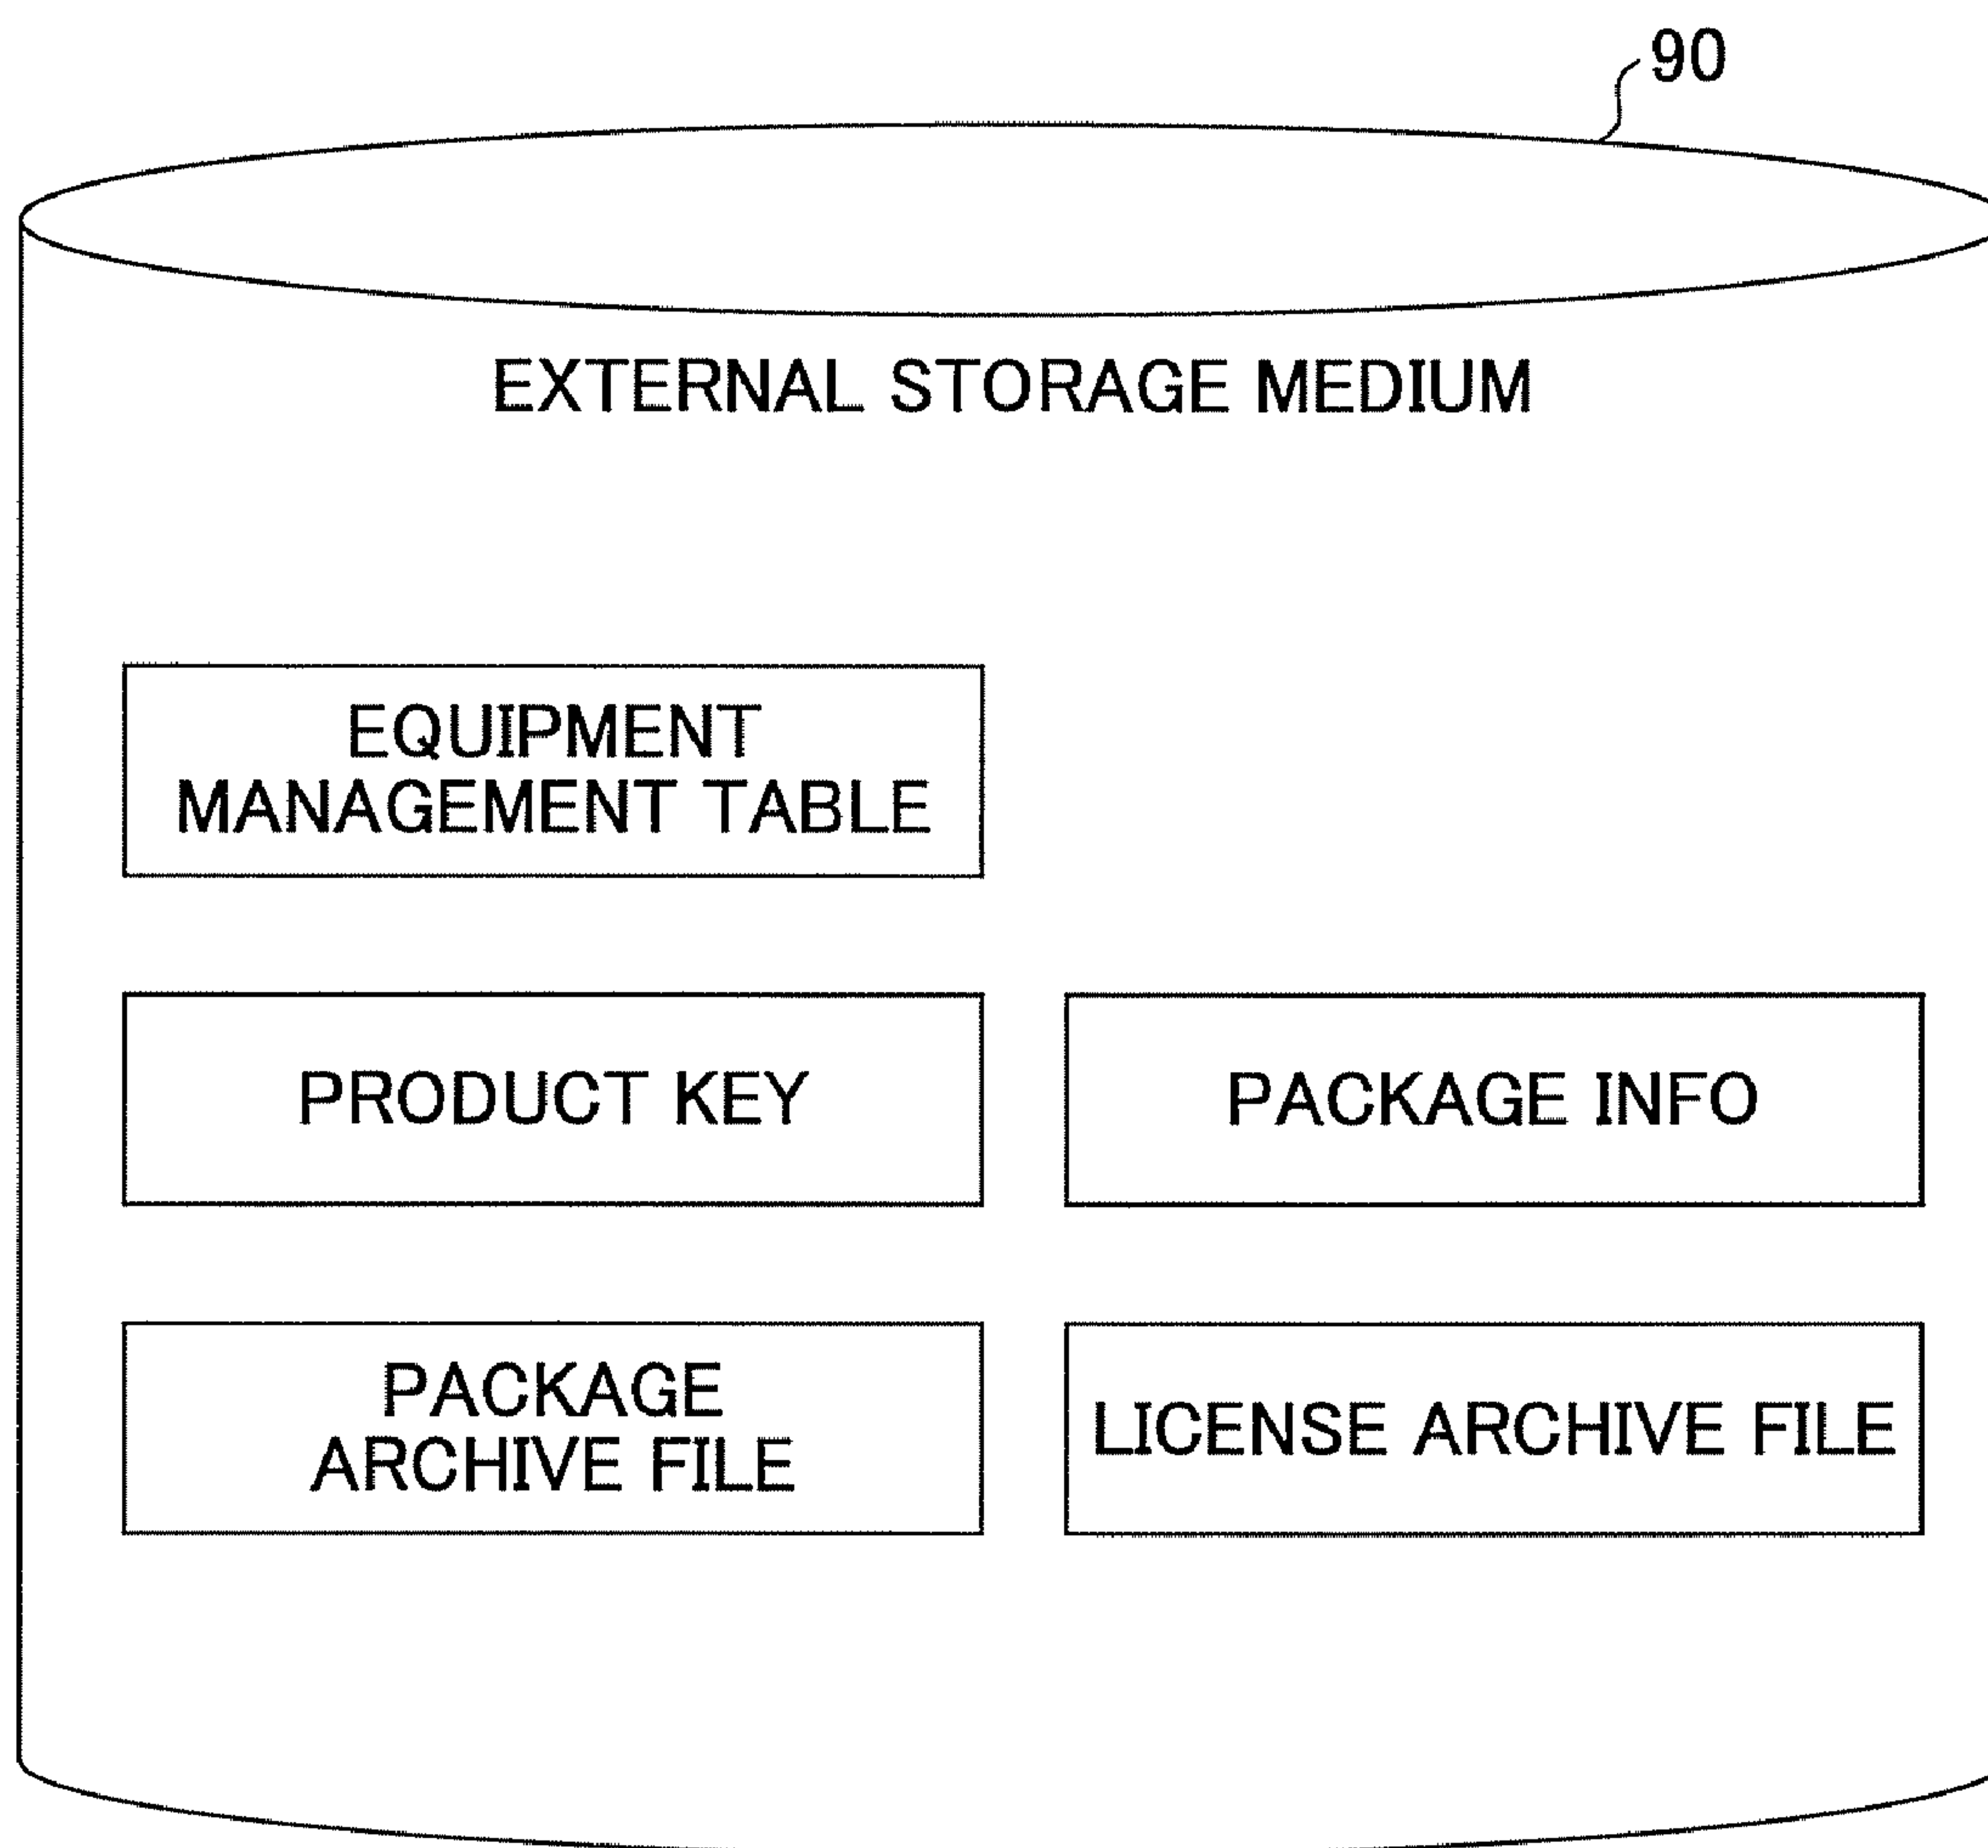 90
EXTERNAL STORAGE MEDIUM
EQUIPMENT
MANAGEMENT TABLE
PRODUCT KEY
PACKAGE INFO
PACKAGE
ARCHIVE FILE
LICENSE ARCHIVE FILE